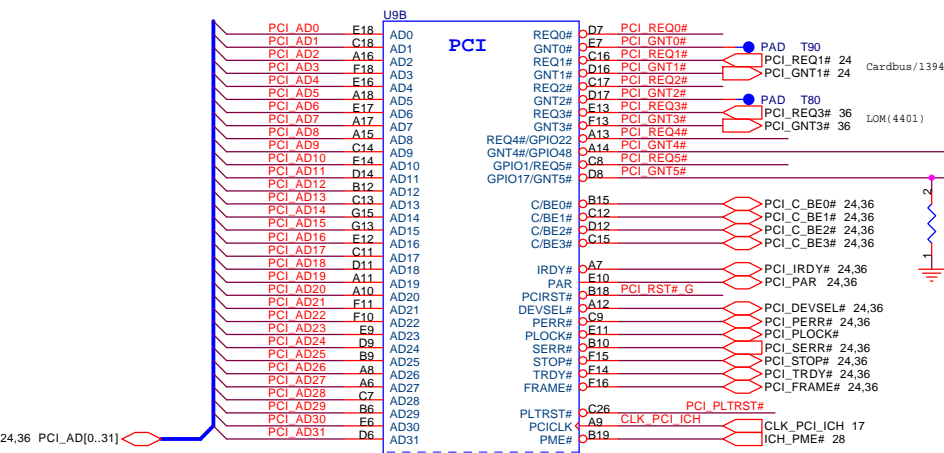 U9B
PCI
PCI_AD0 E18 AD0 REQ0# D7 PCI_REQ0#
PCI_AD1 C18 AD1 GNT0# E7 PCI_GNT0# PAD T90
PCI_AD2 A16 AD2 REQ1# C16 PCI_REQ1# PCI_REQ1# 24
Cardbus/1394
PCI_AD3 F18 AD3 GNT1# D16 PCI_GNT1# PCI_GNT1# 24
PCI_AD4 E16 AD4 REQ2# C17 PCI_REQ2#
PCI_AD5 A18 AD5 GNT2# D17 PCI_GNT2# PAD T80
PCI_AD6 E17 AD6 REQ3# E13 PCI_REQ3# PCI_REQ3# 36
LOM(4401)
PCI_AD7 A17 AD7 GNT3# F13 PCI_GNT3# PCI_GNT3# 36
PCI_AD8 A15 AD8 REQ4#/GPIO22 A13 PCI_REQ4#
PCI_AD9 C14 AD9 GNT4#/GPIO48 A14 PCI_GNT4#
PCI_AD10 E14 AD10 GPIO1/REQ5# C8 PCI_REQ5#
PCI_AD11 D14 AD11 GPIO17/GNT5# D8 PCI_GNT5#
PCI_AD12 B12 AD12
PCI_AD13 C13 AD13 C/BE0# B15 PCI_C_BE0# 24,36
2
PCI_AD14 G15 AD14 C/BE1# C12 PCI_C_BE1# 24,36
PCI_AD15 G13 AD15 C/BE2# D12 PCI_C_BE2# 24,36
PCI_AD16 E12 AD16 C/BE3# C15 PCI_C_BE3# 24,36
1
PCI_AD17 C11 AD17
PCI_AD18 D11 AD18 IRDY# A7 PCI_IRDY# 24,36
PCI_AD19 A11 AD19 PAR E10 PCI_PAR 24,36
PCI_AD20 A10 AD20 PCIRST# B18 PCI_RST#_G
PCI_AD21 F11 AD21 DEVSEL# A12 PCI_DEVSEL# 24,36
PCI_AD22 F10 AD22 PERR# C9 PCI_PERR# 24,36
PCI_AD23 E9 AD23 PLOCK# E11 PCI_PLOCK#
PCI_AD24 D9 AD24 SERR# B10 PCI_SERR# 24,36
PCI_AD25 B9 AD25 STOP# F15 PCI_STOP# 24,36
PCI_AD26 A8 AD26 TRDY# F14 PCI_TRDY# 24,36
PCI_AD27 A6 AD27 FRAME# F16 PCI_FRAME# 24,36
PCI_AD28 C7 AD28
PCI_AD29 B6 AD29 PLTRST# C26 PCI_PLTRST#
PCI_AD30 E6 AD30 PCICLK A9 CLK_PCI_ICH CLK_PCI_ICH 17
PCI_AD31 D6 AD31 PME# B19 ICH_PME# 28
24,36 PCI_AD[0..31]